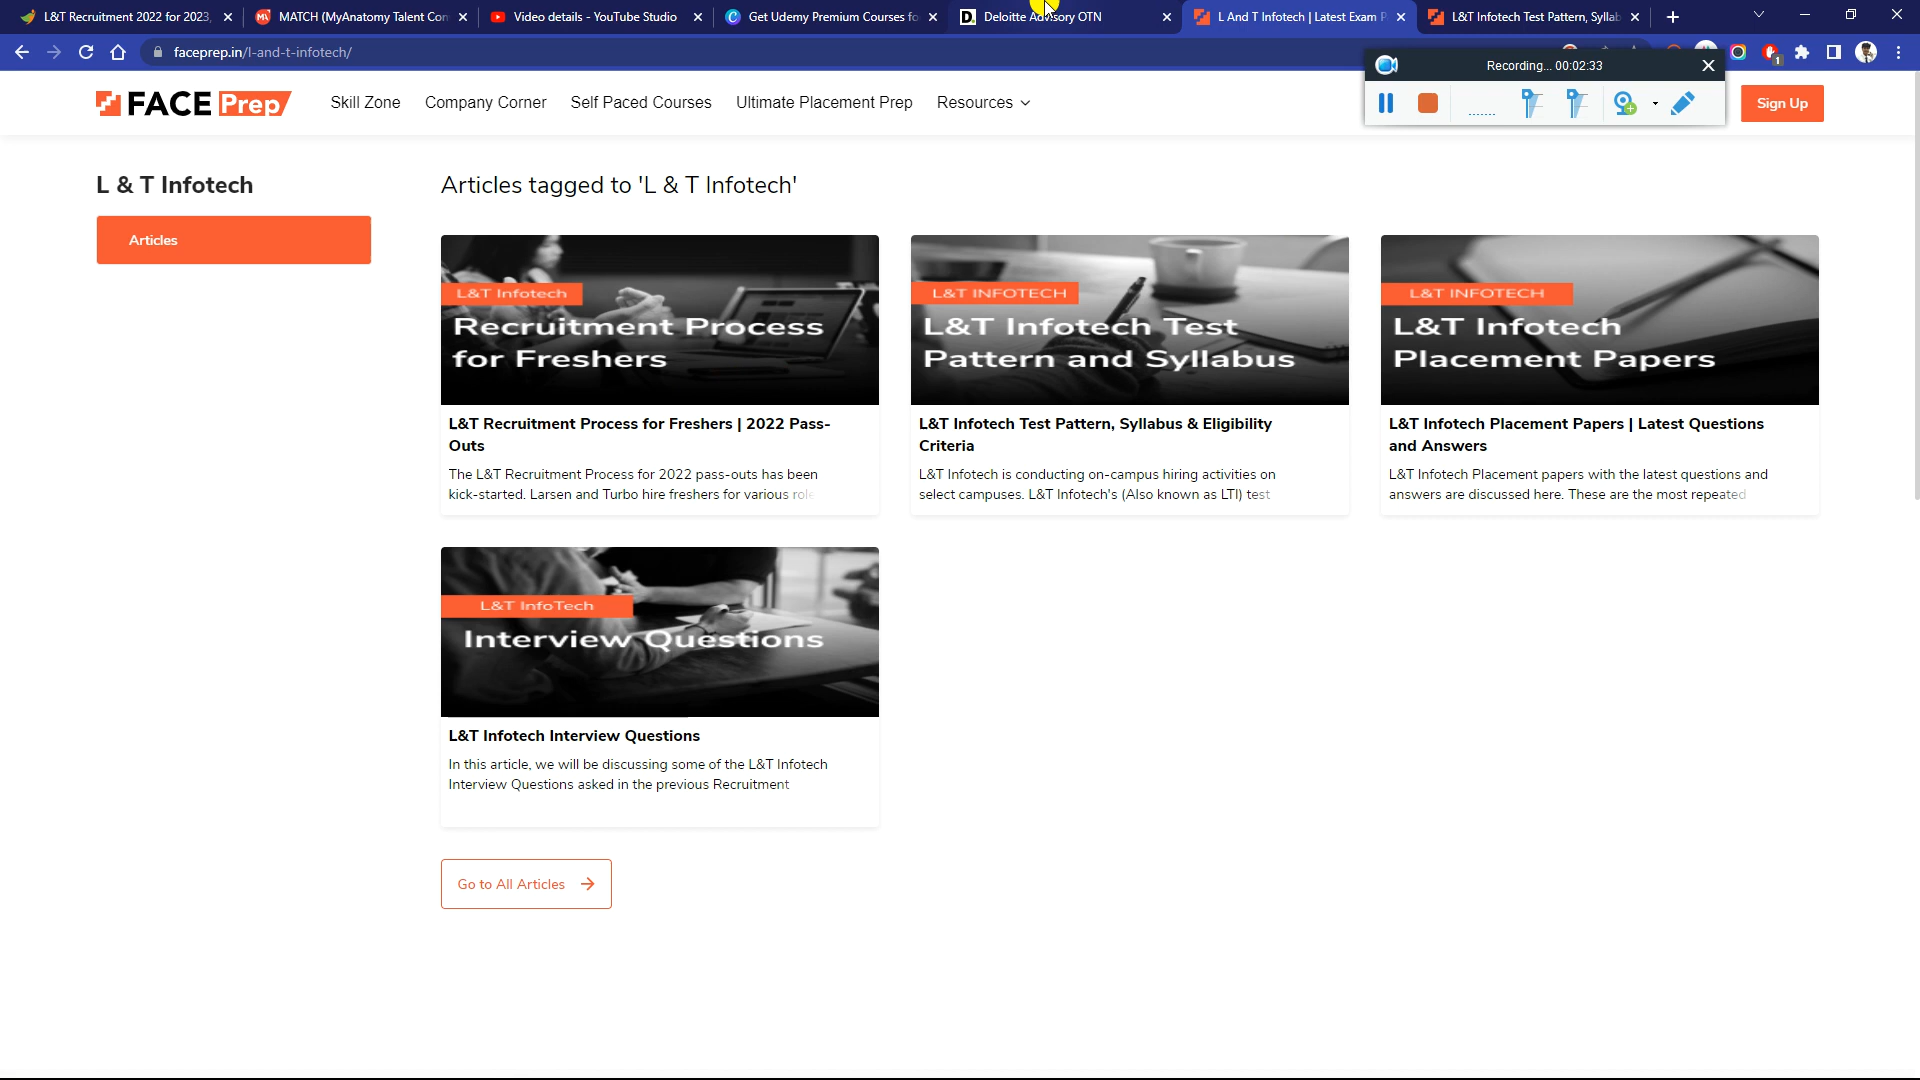 L&T Recruitment 2022 for 2023,
MATCH (MyAnatomy Talent Con
Video details - YouTube Studio
Get Udemy Premium Courses fo
Deloitte Advisory OTN
L And T Infotech | Latest Exam P
L&T Infotech Test Pattern, Syllab
faceprep.in/l-and-t-infotech/
Recording... 00:02:33
1
FACE Prep
Skill Zone
Company Corner
Self Paced Courses
Ultimate Placement Prep
Resources
Sign Up
L & T Infotech
Articles
Articles tagged to 'L & T Infotech'
L&T Infotech
Recruitment Process
for Freshers
L&T Recruitment Process for Freshers | 2022 Pass-
Outs
The L&T Recruitment Process for 2022 pass-outs has been
kick-started. Larsen and Turbo hire freshers for various role
L&T INFOTECH
L&T Infotech Test
Pattern and Syllabus
L&T Infotech Test Pattern, Syllabus & Eligibility
Criteria
L&T Infotech is conducting on-campus hiring activities on
select campuses. L&T Infotech's (Also known as LTI) test
L&T INFOTECH
L&T Infotech
Placement Papers
L&T Infotech Placement Papers | Latest Questions
and Answers
L&T Infotech Placement papers with the latest questions and
answers are discussed here. These are the most repeated
L&T InfoTech
Interview Questions
L&T Infotech Interview Questions
In this article, we will be discussing some of the L&T Infotech
Interview Questions asked in the previous Recruitment
Go to All Articles